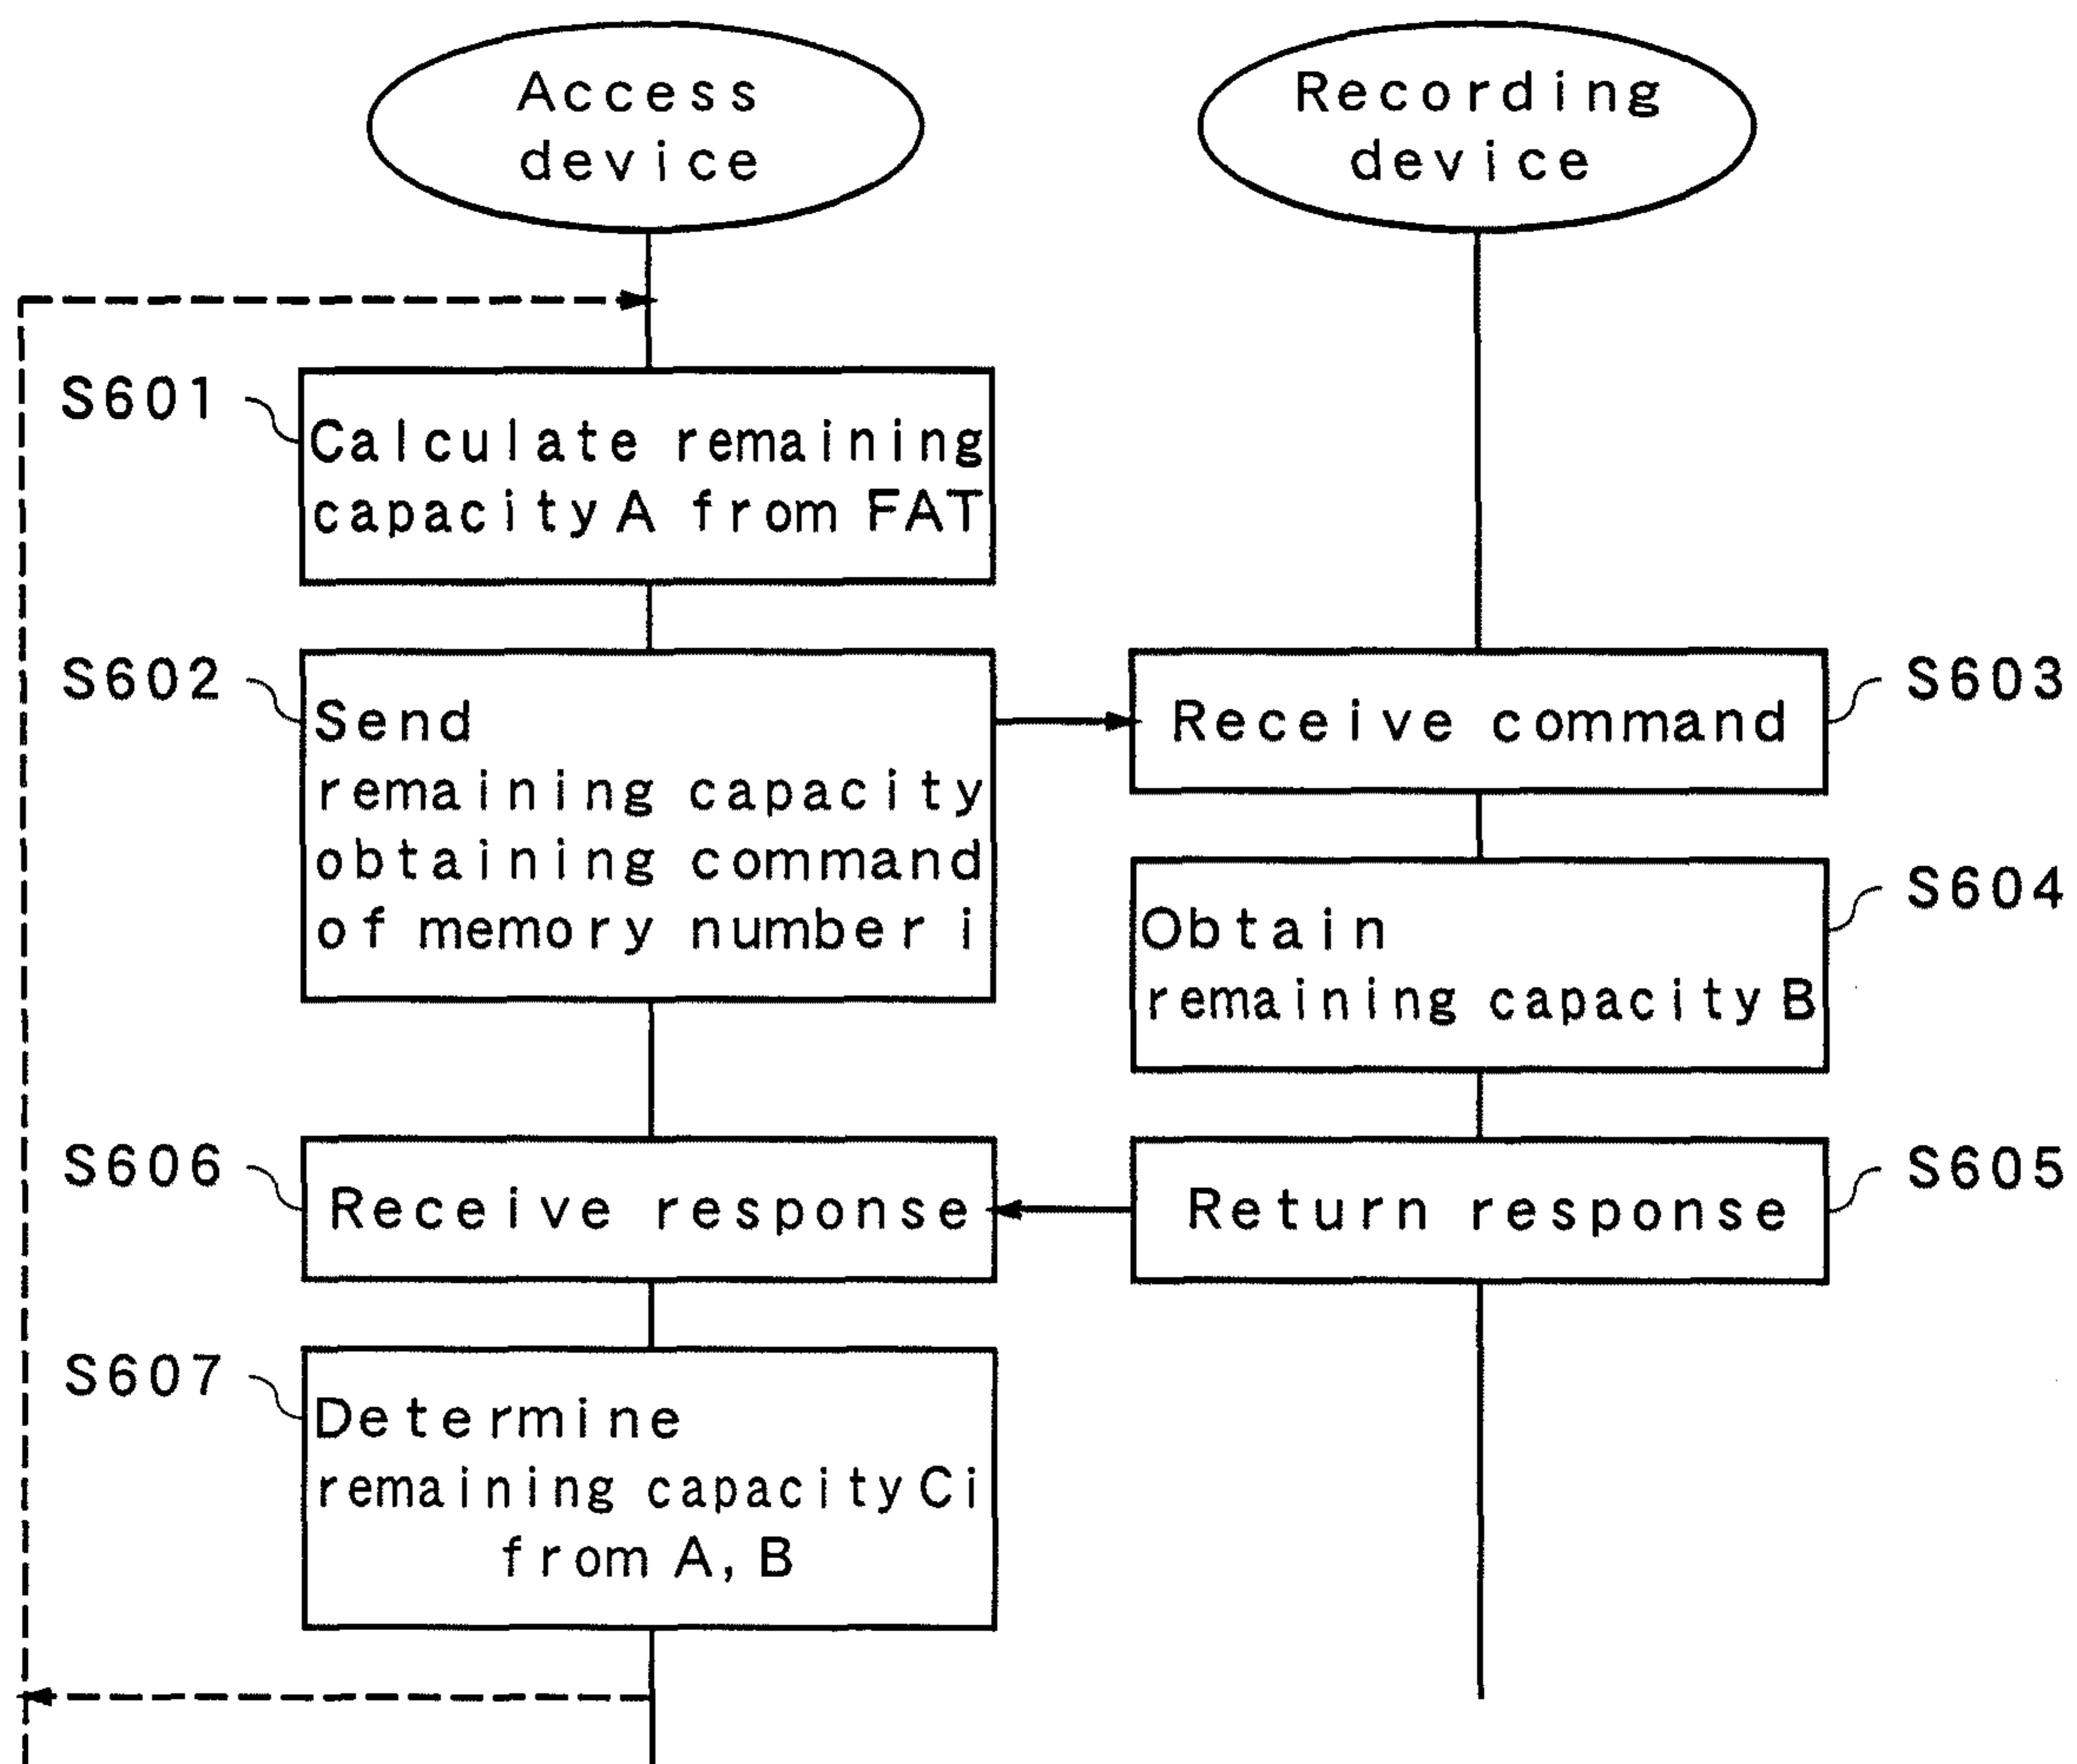 Access
device
Recording
device
S601
Calculate remaining
capacity A from FAT
S602
Send
remaining capacity
obtaining command
of memory number i
Receive command
S603
Obtain
remaining capacity B
S604
S606
Receive response
Return response
S605
S607
Determine
remaining capacity Ci
from A, B